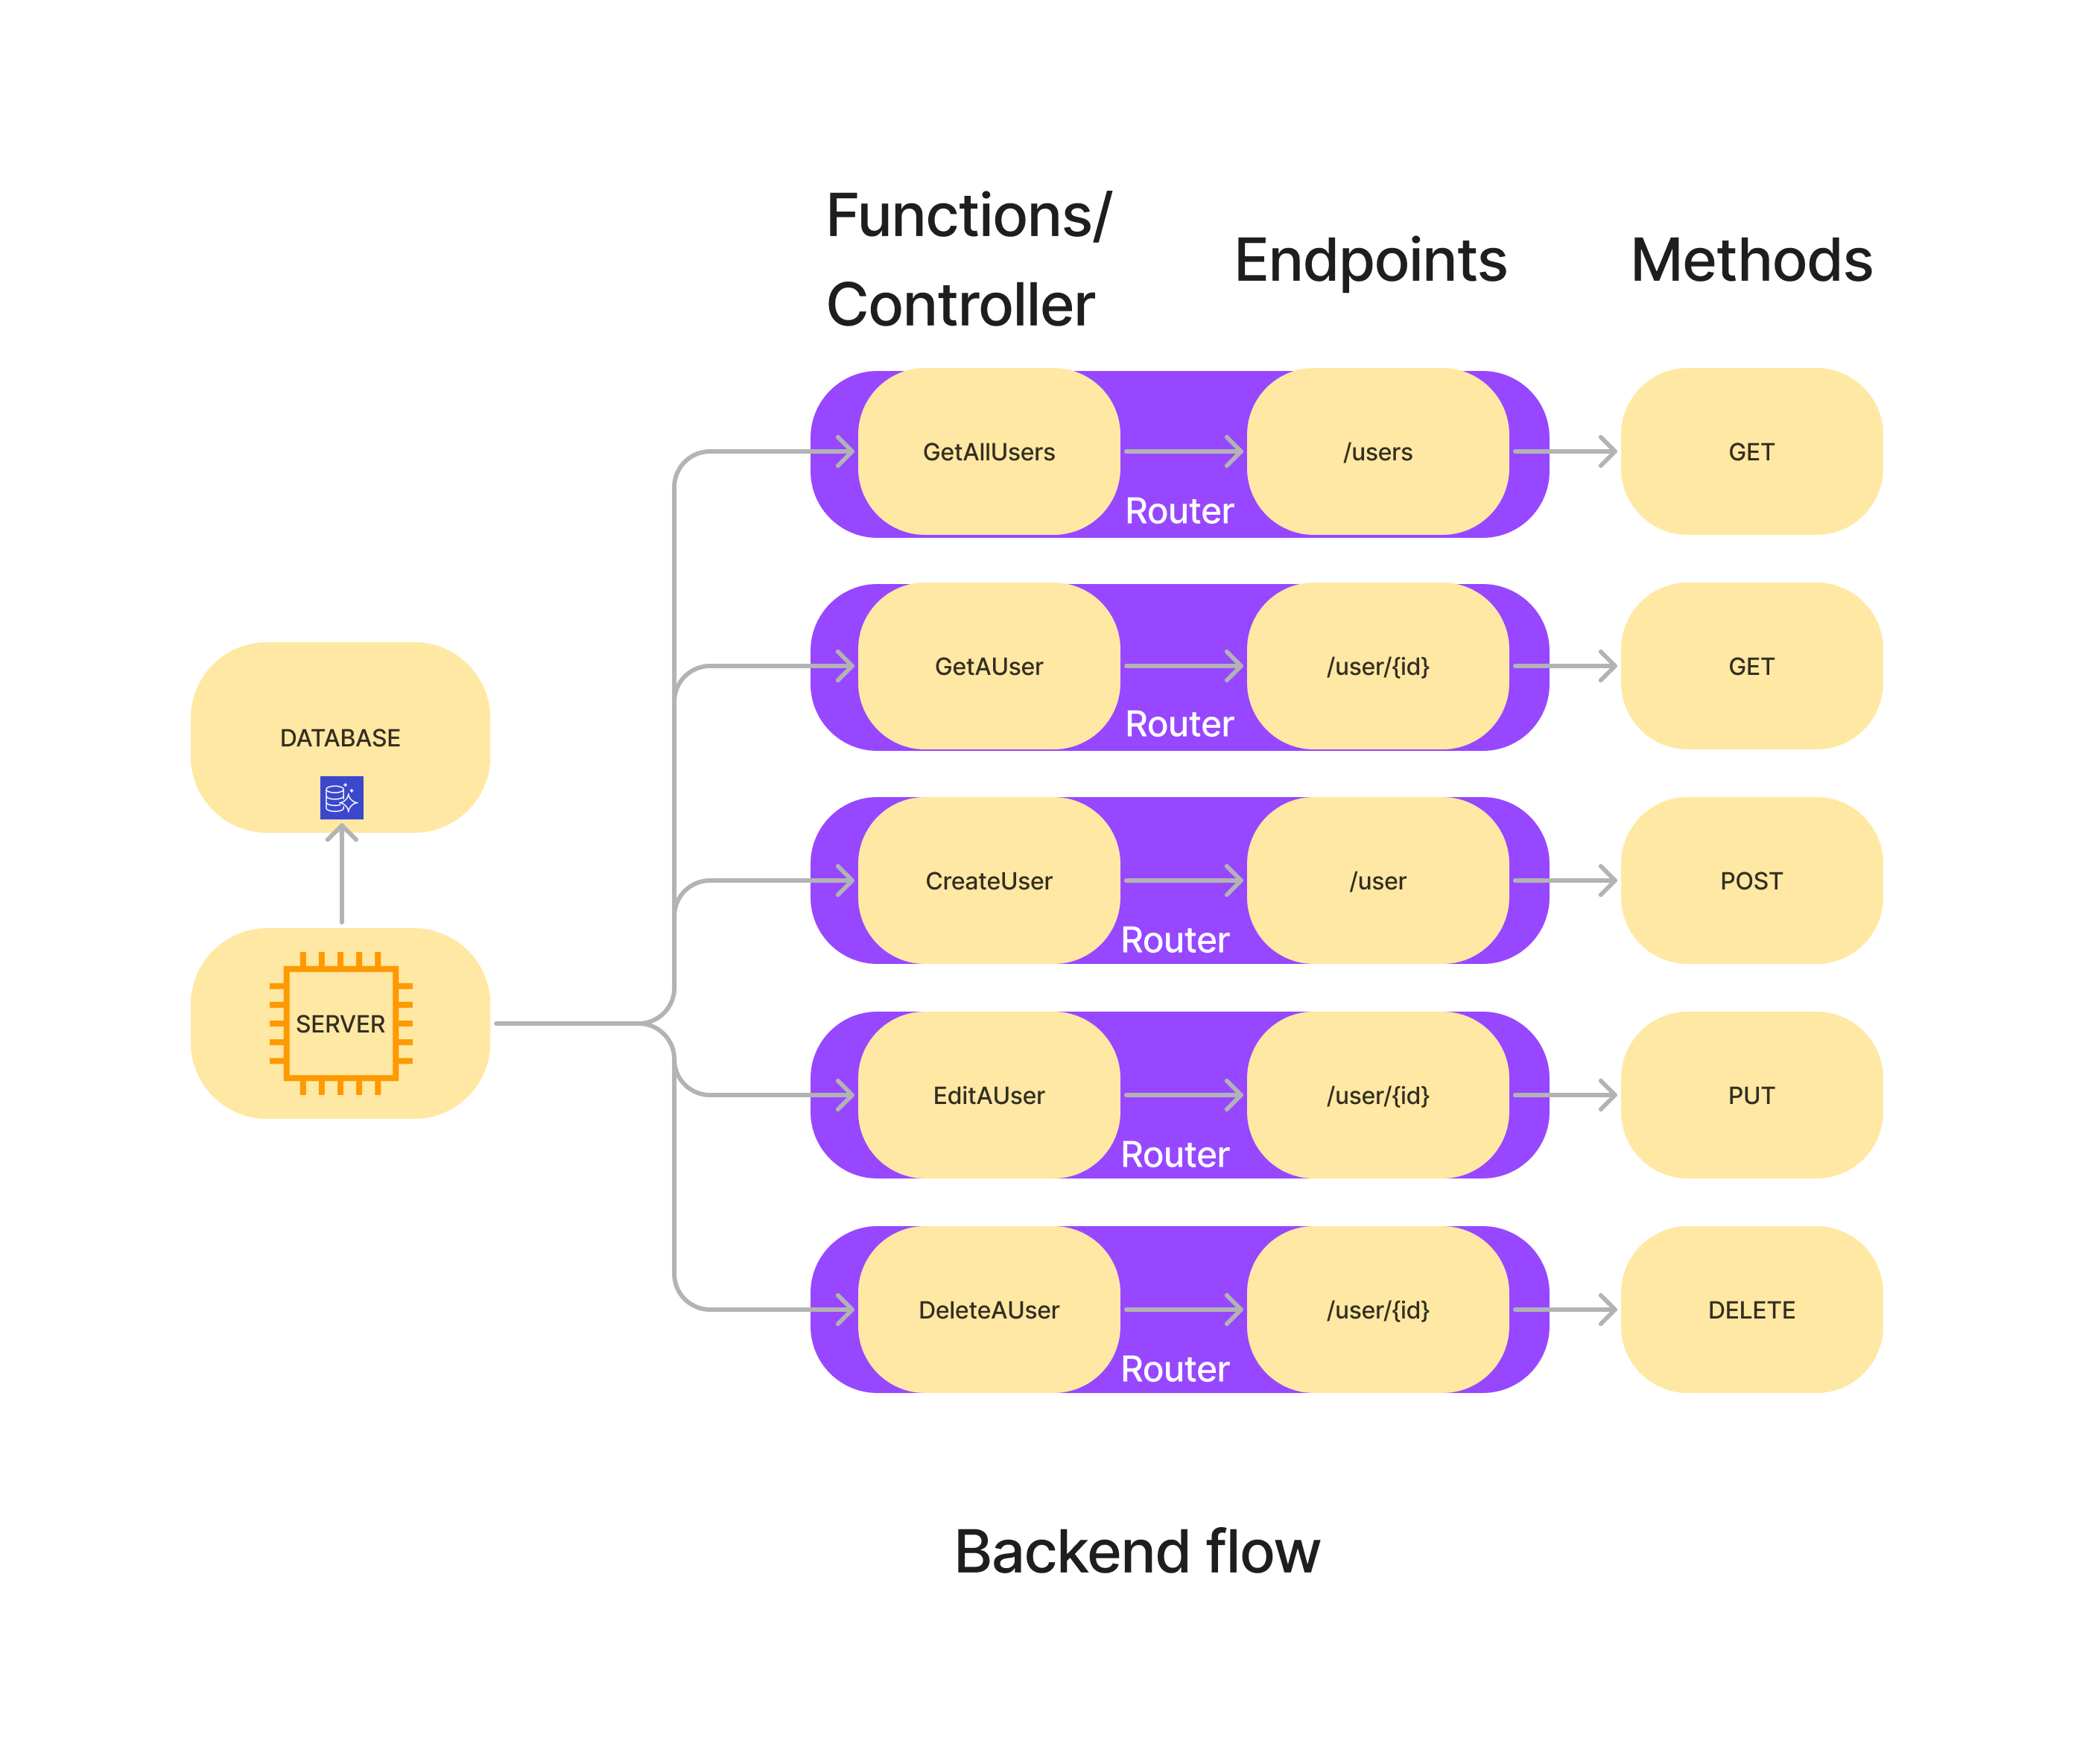 Functions/
Controller
Endpoints
Methods
GetAllUsers
/users
GET
Router
GetAUser
/user/{id}
GET
Router
DATABASE
CreateUser
/user
POST
Router
SERVER
EditAUser
/user/{id}
PUT
Router
DeleteAUser
/user/{id}
DELETE
Router
Backend flow